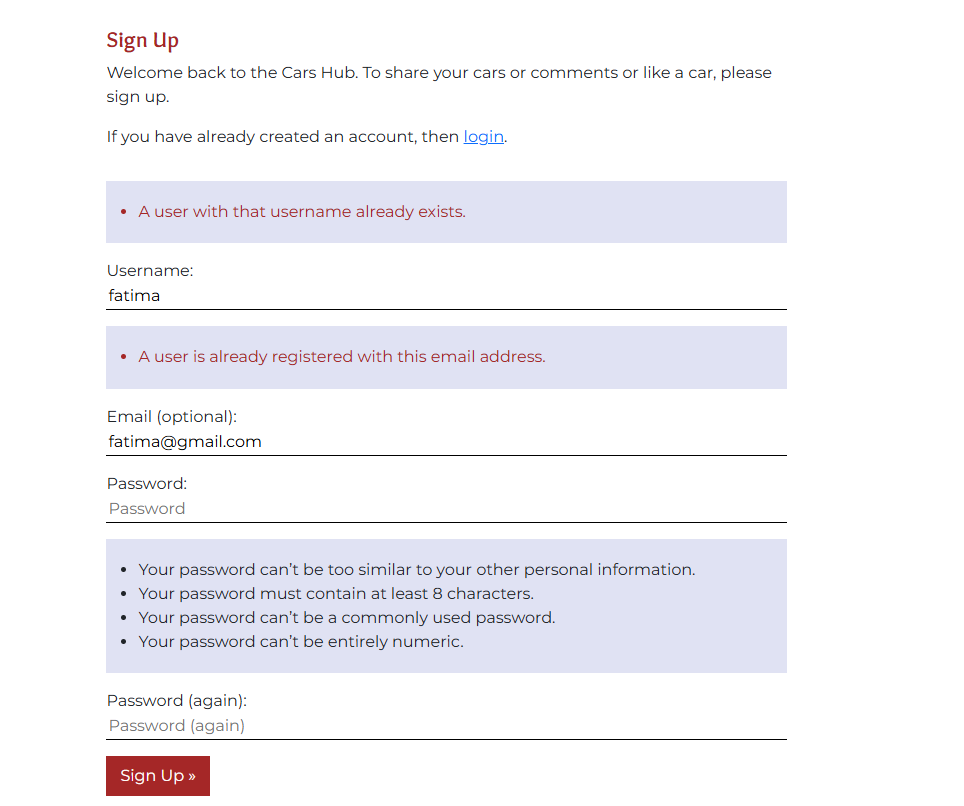 Sign Up
Welcome back to the Cars Hub. To share your cars or comments or like a car, please
sign up.
If you have already created an account, then login.
• A user with that username already exists.
Username:
fatima
• A user is already registered with this email address.
Email (optional):
fatima@gmail.com
Password:
Password
• Your password can’t be too similar to your other personal information.
• Your password must contain at least 8 characters.
• Your password can’t be a commonly used password.
• Your password can’t be entirely numeric.
Password (again):
Password (again)
Sign Up »